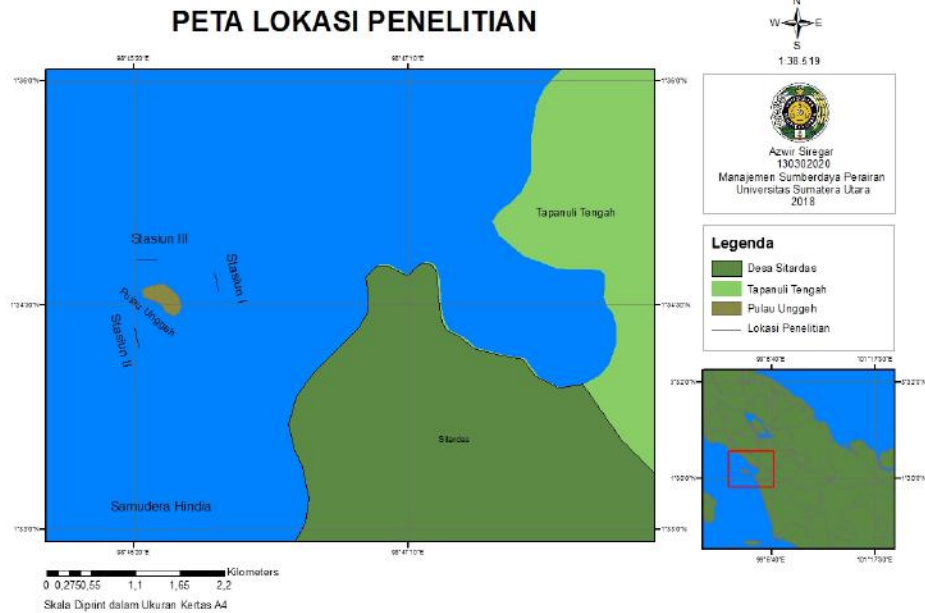 PETA LOKASI PENELITIAN
N
W E
S
1:38.519
Azwir Siregar
130302020
Manajemen Sumberdaya Perairan
Universitas Sumatera Utara
2018
Tapanuli Tengah
Stasiun III
Stasiun I
Pulau Unggeh
Stasiun II
Sitardas
Samudera Hindia
Legenda
Desa Sitardas
Tapanuli Tengah
Pulau Unggeh
Lokasi Penelitian
Kilometers
0 0,275 0,55 1,1 1,65 2,2
Skala Diprint dalam Ukuran Kertas A4